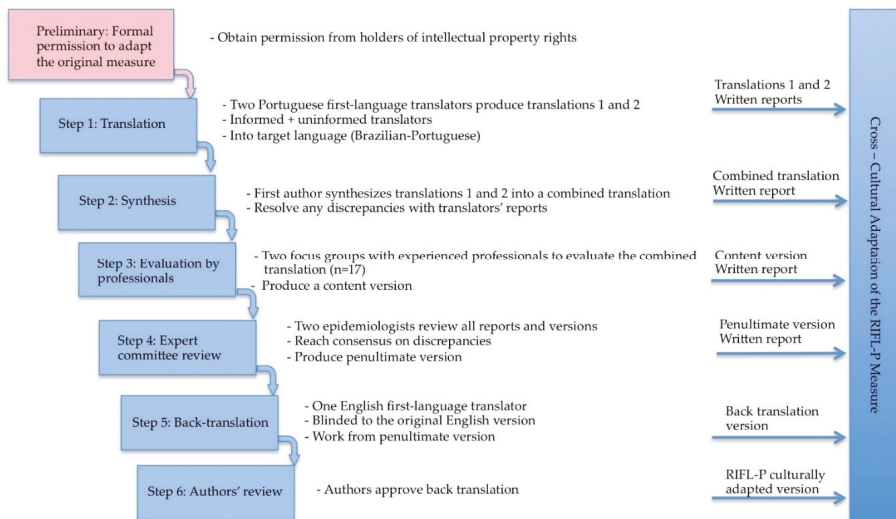 Preliminary: Formal
permission to adapt
the original measure
- Obtain permission from holders of intellectual property rights
Step 1: Translation
- Two Portuguese first-language translators produce translations 1 and 2
- Informed + uninformed translators
- Into target language (Brazilian-Portuguese)
Translations 1 and 2
Written reports
Step 2: Synthesis
- First author synthesizes translations 1 and 2 into a combined translation
- Resolve any discrepancies with translators' reports
Combined translation
Written report
Step 3: Evaluation by
professionals
- Two focus groups with experienced professionals to evaluate the combined
translation (n=17)
- Produce a content version
Content version
Written report
Step 4: Expert
committee review
- Two epidemiologists review all reports and versions
- Reach consensus on discrepancies
- Produce penultimate version
Penultimate version
Written report
Step 5: Back-translation
- One English first-language translator
- Blinded to the original English version
- Work from penultimate version
Back translation
version
Step 6: Authors' review
- Authors approve back translation
RIFL-P culturally
adapted version
Cross – Cultural Adaptation of the RIFL-P Measure